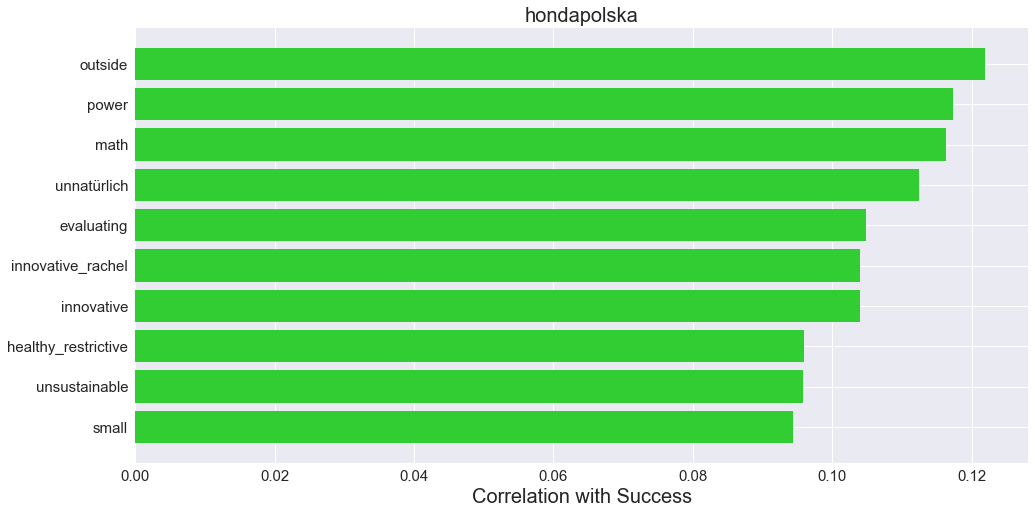 hondapolska
outside
power
math
unnatürlich
evaluating
innovative_rachel
innovative
healthy_restrictive
unsustainable
small
0.00 0.02 0.04 0.06 0.08 0.10 0.12
Correlation with Success